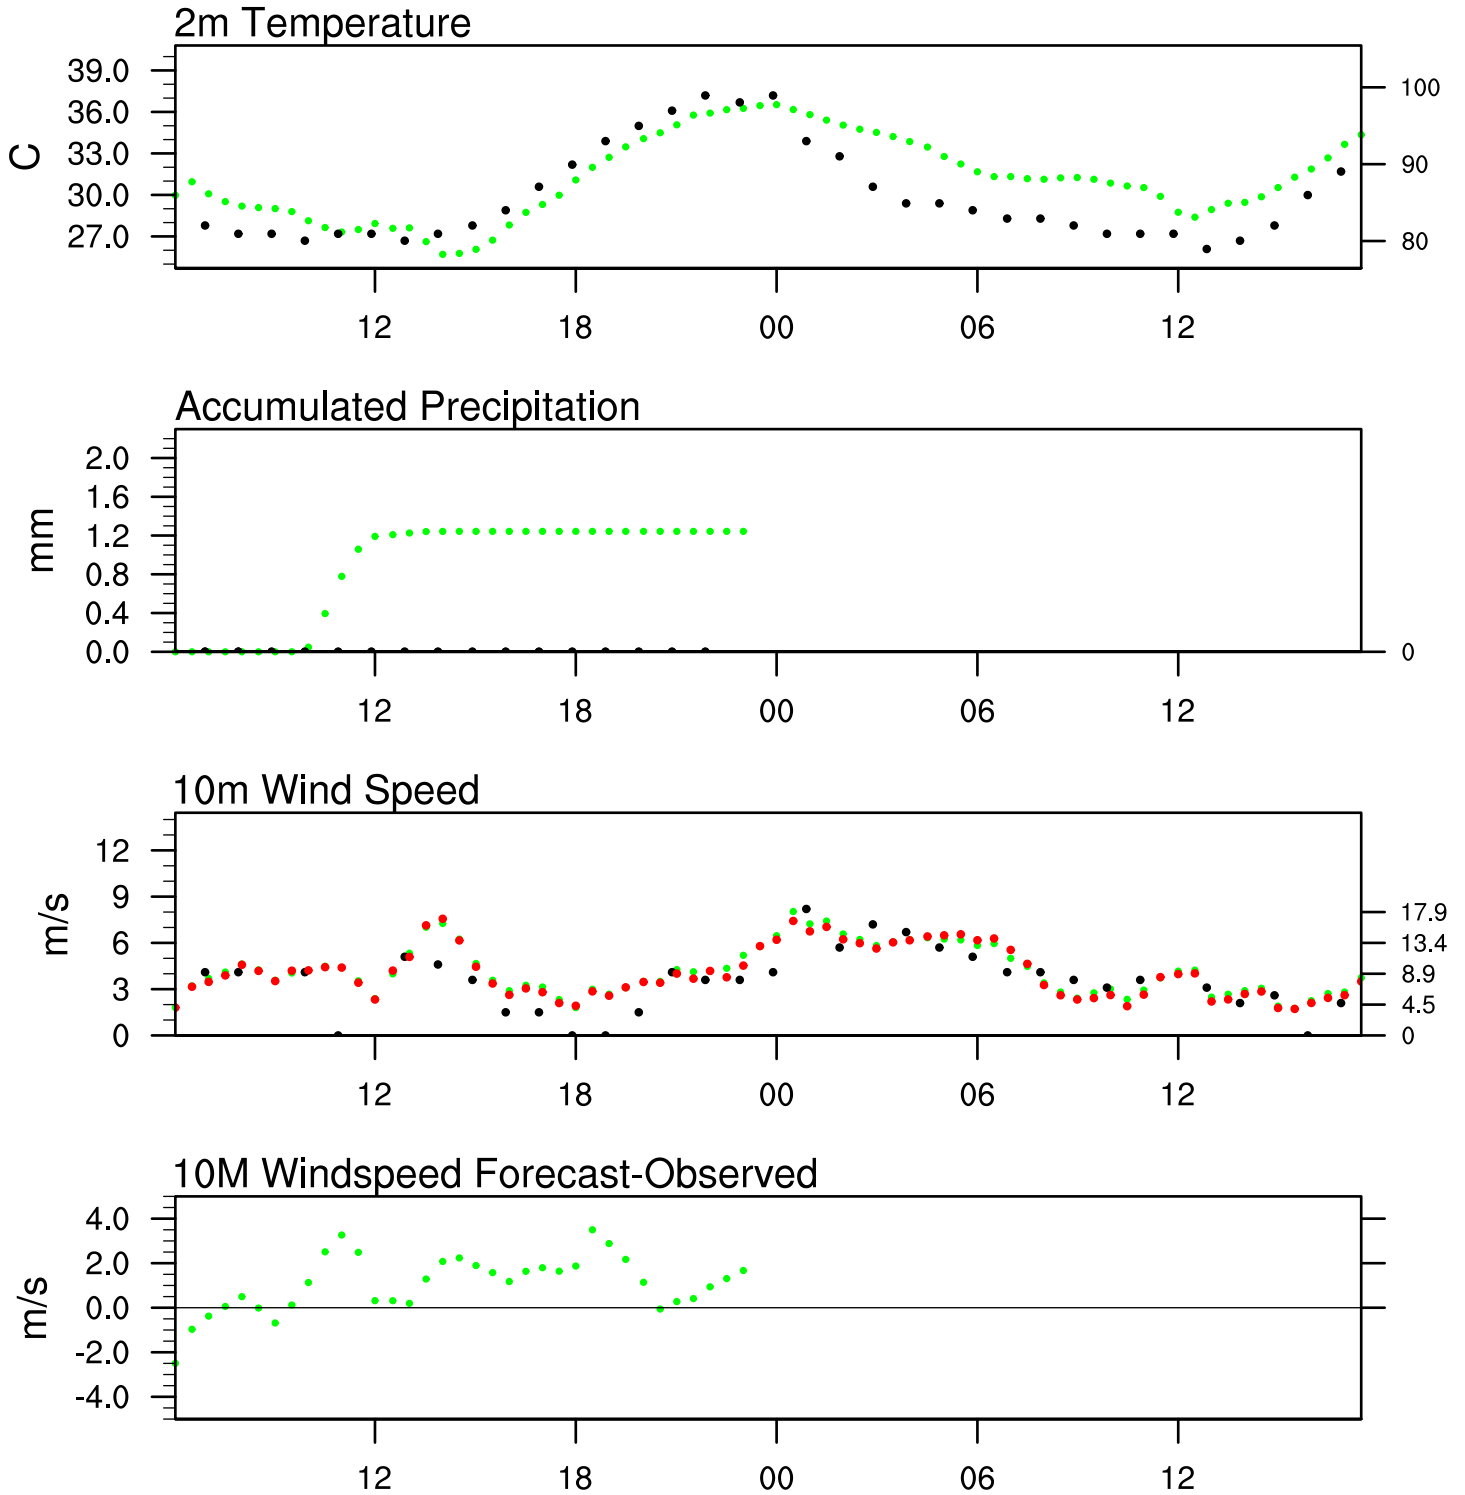 2m Temperature
39.0
36.0
33.0
30.0
27.0
C
100
90
80
12 18 00 06 12
Accumulated Precipitation
2.0
1.6
1.2
0.8
0.4
0.0
mm
0
12 18 00 06 12
10m Wind Speed
12
9
6
3
0
m/s
17.9
13.4
8.9
4.5
0
12 18 00 06 12
10M Windspeed Forecast-Observed
4.0
2.0
0.0
-2.0
-4.0
m/s
12 18 00 06 12